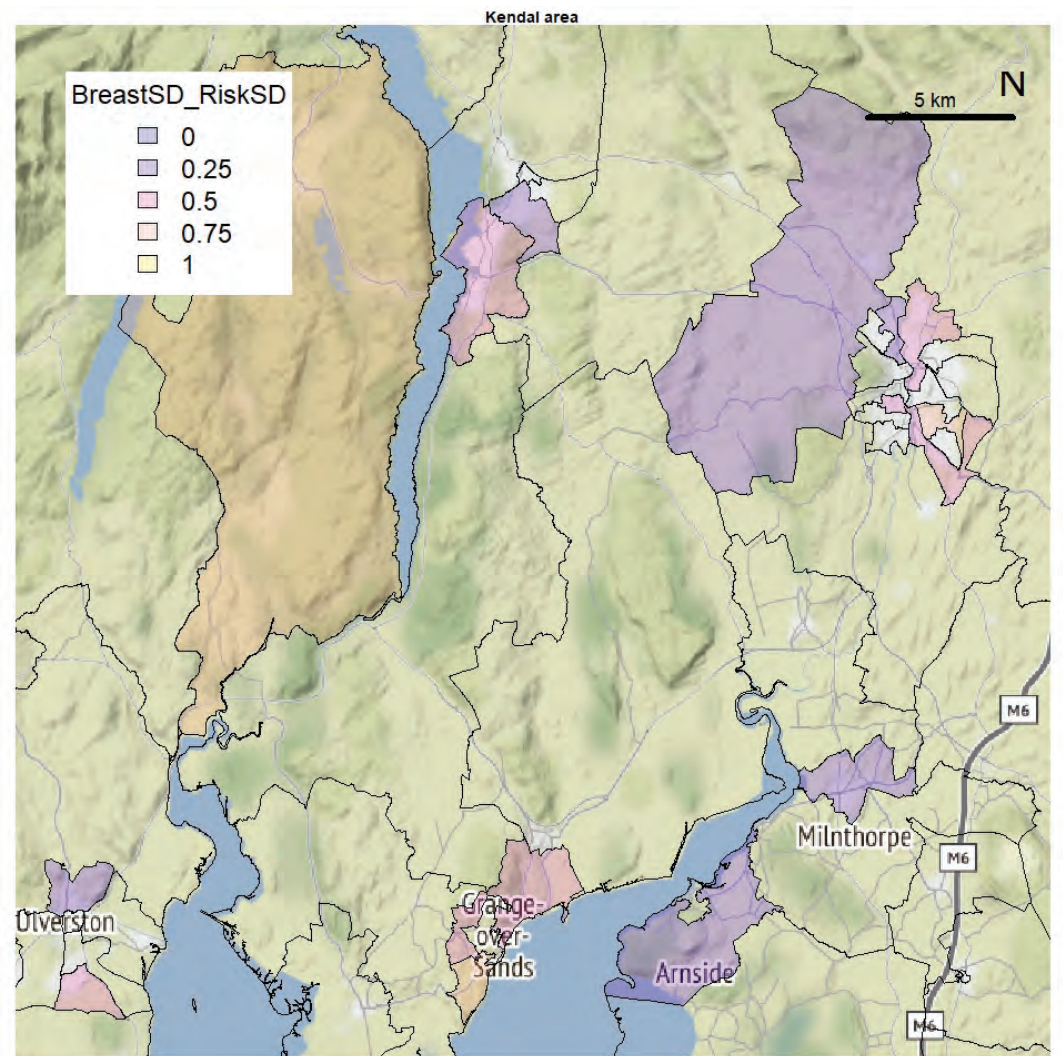 Kendal area
BreastSD_RiskSD
0
0.25
0.5
0.75
1
N
5 km
M6
Milnthorpe
M6
Ulverston
Grange-
over-
Sands
Arnside
M6